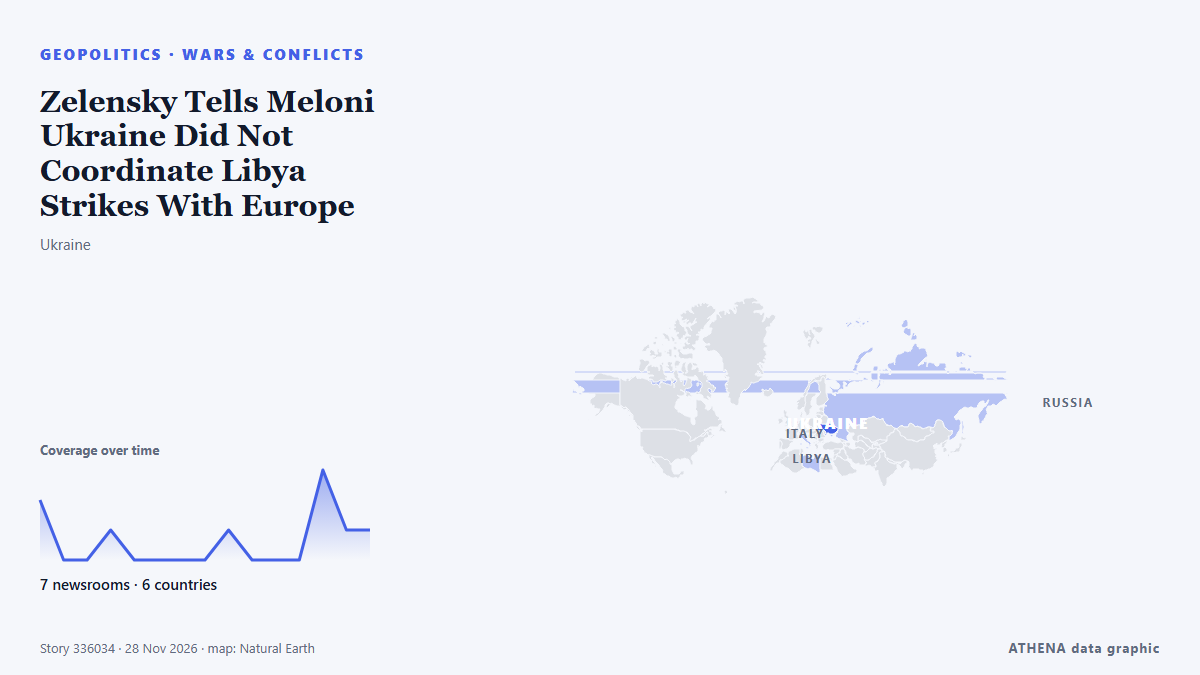 GEOPOLITICS · WARS & CONFLICTS
Zelensky Tells Meloni
Ukraine Did Not
Coordinate Libya
Strikes With Europe
Ukraine
RUSSIA
UKRAINE
ITALY
LIBYA
Coverage over time
7 newsrooms · 6 countries
Story 336034 · 28 Nov 2026 · map: Natural Earth
ATHENA data graphic